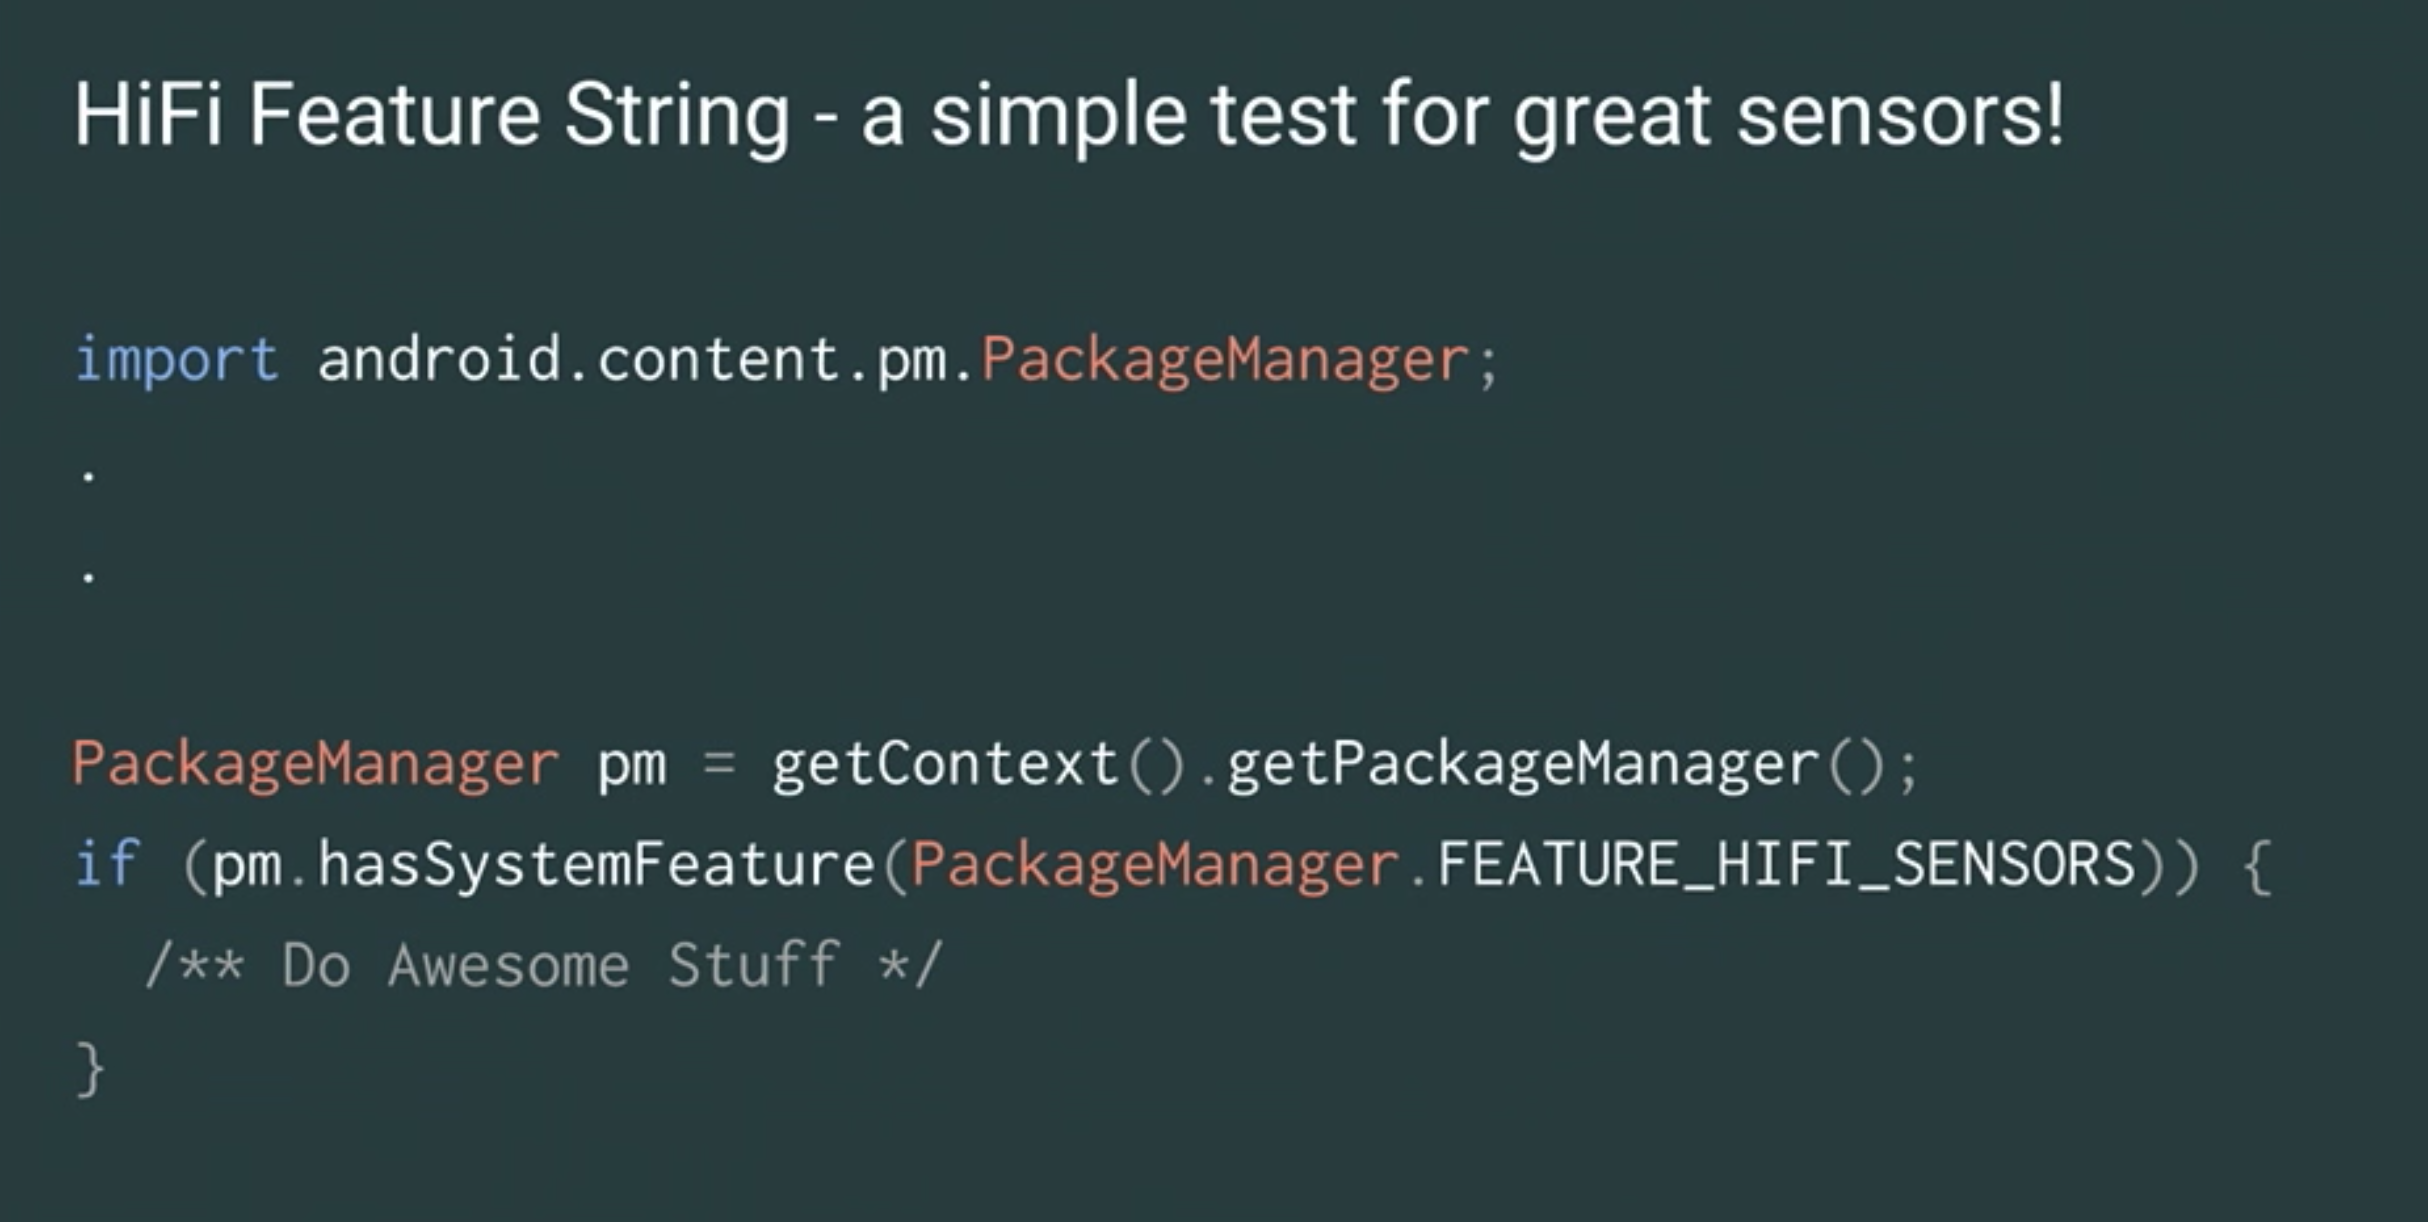 HiFi Feature String - a simple test for great sensors!
import android.content.pm.PackageManager;
.
.
PackageManager pm = getContext().getPackageManager();
if (pm.hasSystemFeature(PackageManager.FEATURE_HIFI_SENSORS)) {
/** Do Awesome Stuff */
}